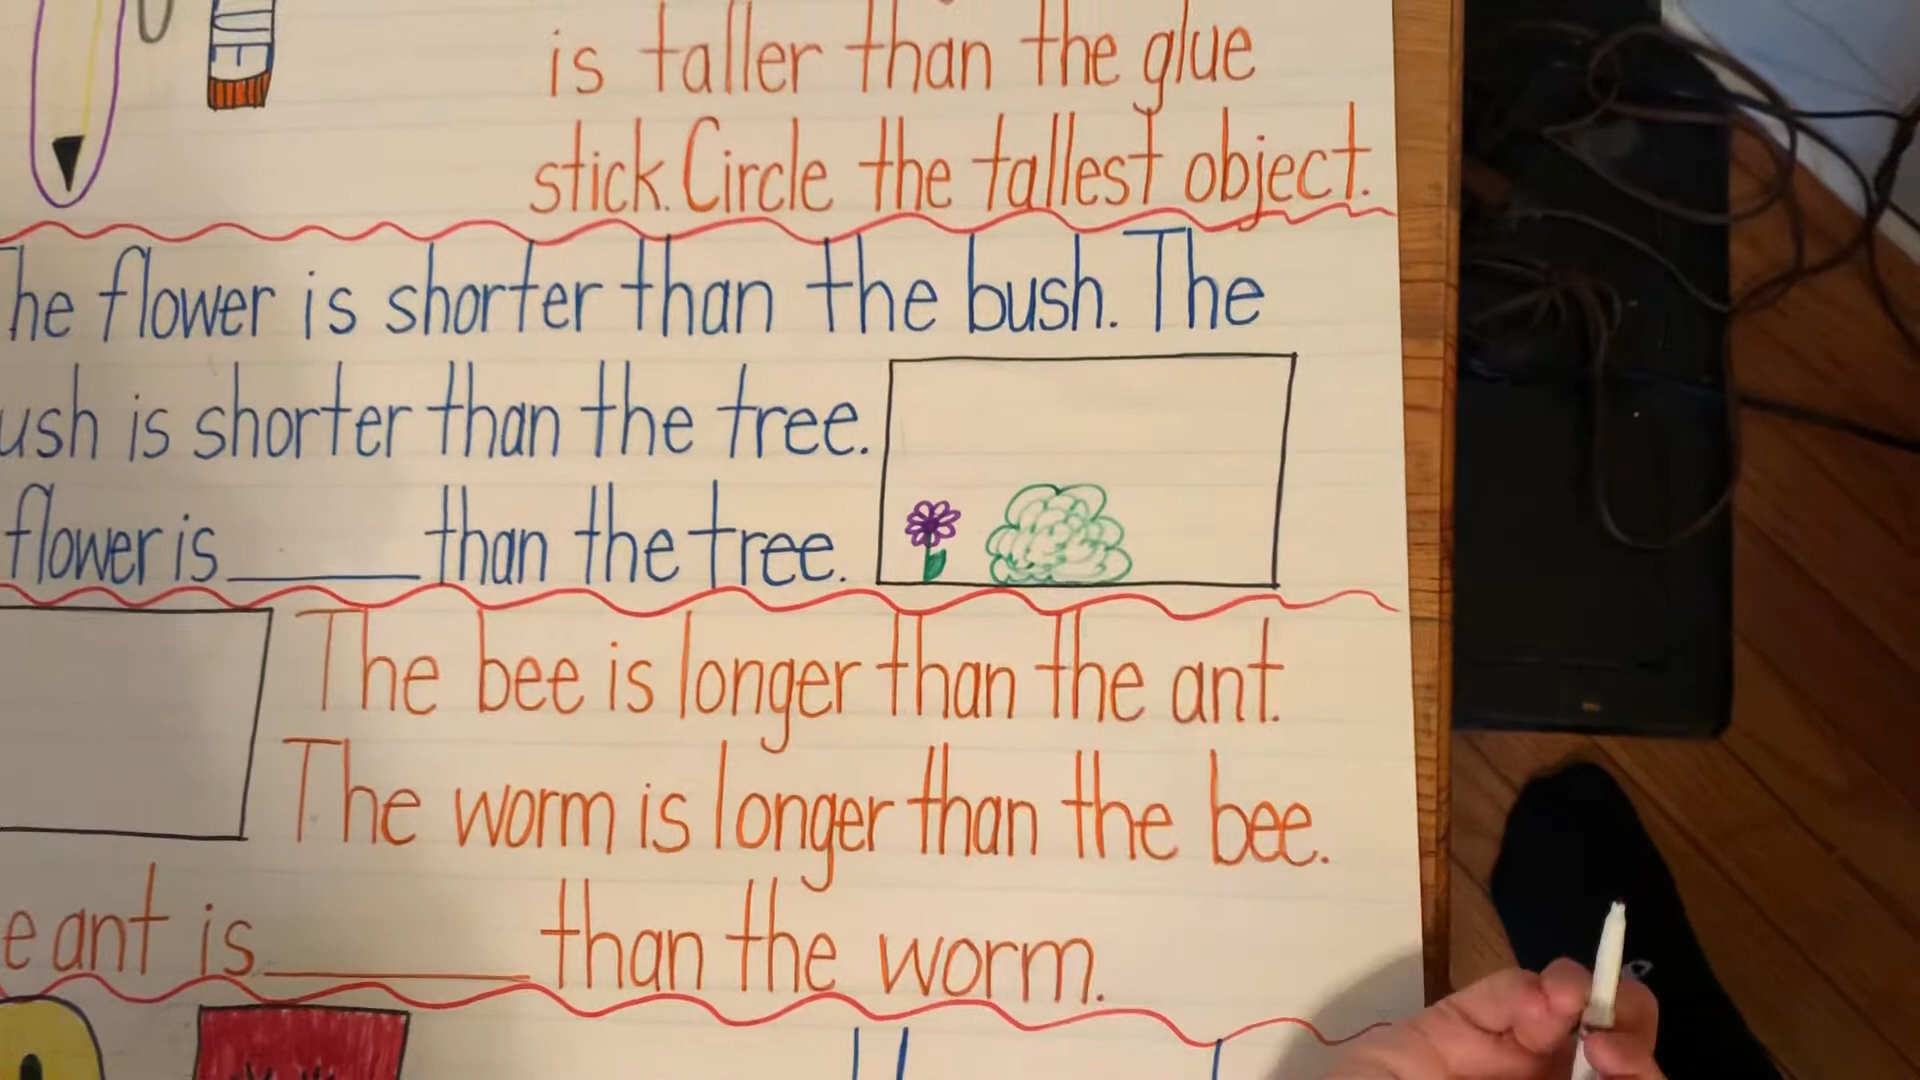 UE
is taller than the glue
stick. Circle the tallest object.
The flower is shorter than the bush. The
ush is shorter than the tree.
flower is ______ than the tree.
The bee is longer than the ant.
The worm is longer than the bee.
e ant is ______ than the worm.